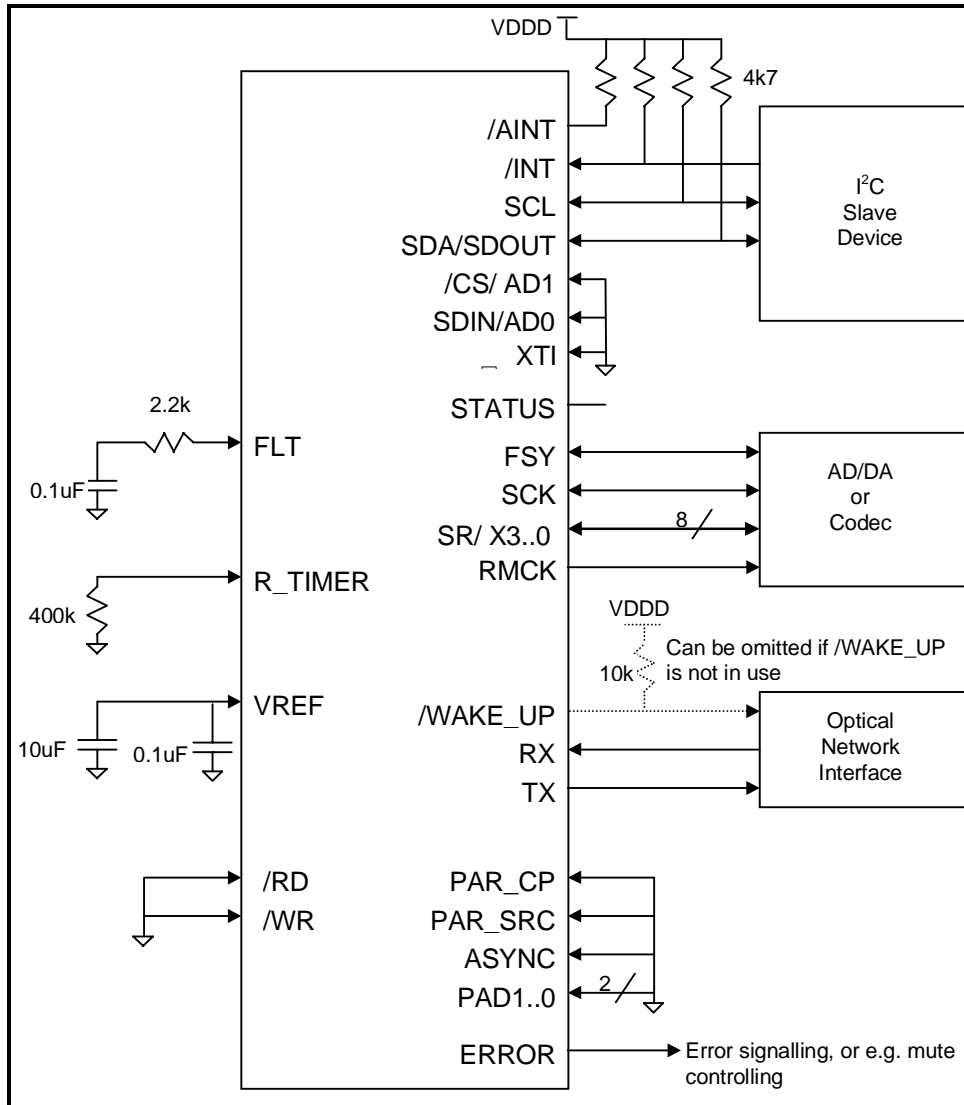 VDDD
4k7
/AINT
/INT
SCL
SDA/SDOUT
/CS/ AD1
SDIN/AD0
XTI
STATUS
I²C
Slave
Device
2.2k
FLT
0.1uF
FSY
SCK
SR/ X3..0
8
RMCK
AD/DA
or
Codec
R_TIMER
400k
VDDD
Can be omitted if /WAKE_UP
is not in use
10k
VREF
10uF
0.1uF
/WAKE_UP
RX
TX
Optical
Network
Interface
/RD
/WR
PAR_CP
PAR_SRC
ASYNC
PAD1..0
2
ERROR
Error signalling, or e.g. mute
controlling